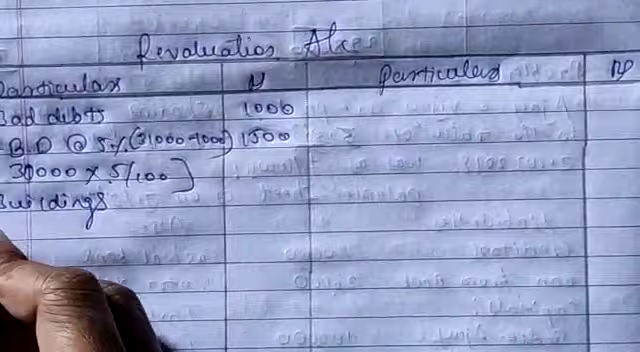 Revaluation A/c
Particulars ₹ Particulars ₹
Bad debts 1000
B.D @ 5% (31000-1000) 1500
30000 x 5/100]
Buildings